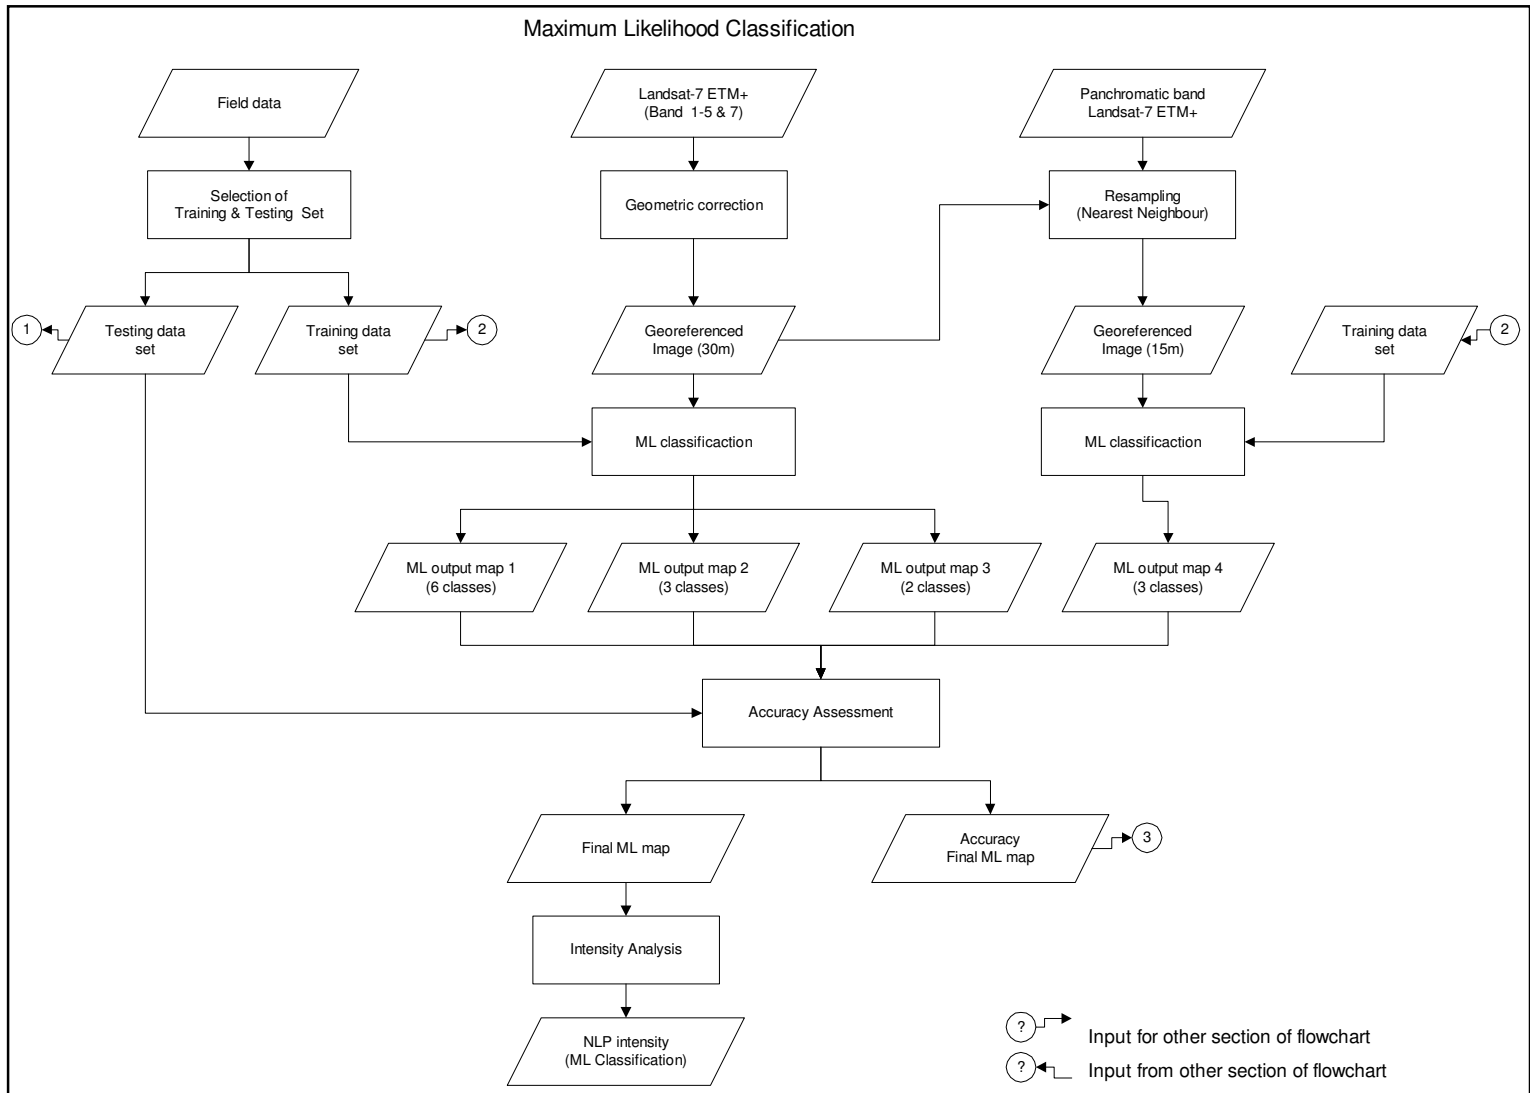 Maximum Likelihood Classification
Field data
Landsat-7 ETM+
(Band 1-5 & 7)
Panchromatic band
Landsat-7 ETM+
Selection of
Training & Testing Set
Geometric correction
Resampling
(Nearest Neighbour)
1
Testing data
set
Training data
set
2
Georeferenced
Image (30m)
Georeferenced
Image (15m)
Training data
set
2
ML classificaction
ML classificaction
ML output map 1
(6 classes)
ML output map 2
(3 classes)
ML output map 3
(2 classes)
ML output map 4
(3 classes)
Accuracy Assessment
Final ML map
Accuracy
Final ML map
3
Intensity Analysis
NLP intensity
(ML Classification)
?
Input for other section of flowchart
?
Input from other section of flowchart